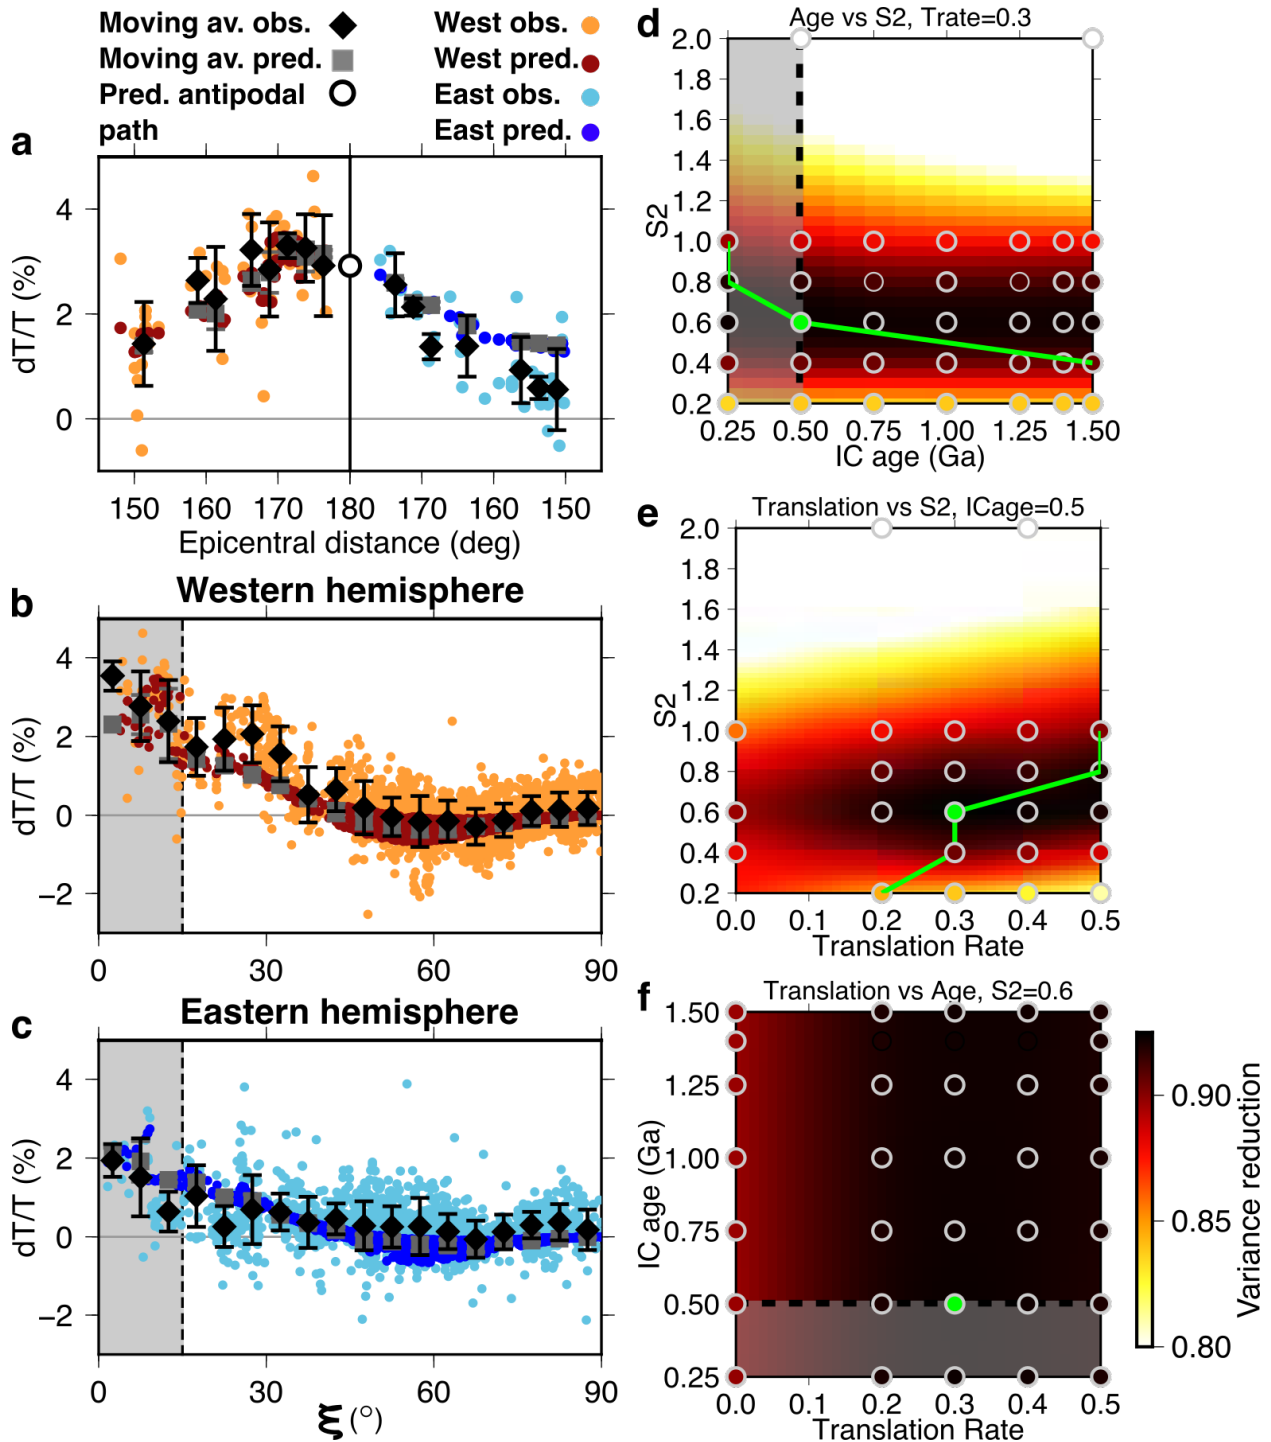 Moving av. obs.
Moving av. pred.
Pred. antipodal
path
West obs.
West pred.
East obs.
East pred.
a
4
2
0
dT/T (%)
150 160 170 180 170 160 150
Epicentral distance (deg)
b
Western hemisphere
4
2
0
−2
dT/T (%)
0 30 60 90
c
Eastern hemisphere
4
2
0
−2
dT/T (%)
0 30 60 90
ξ (°)
d
Age vs S2, Trate=0.3
2.0
1.8
1.6
1.4
1.2
1.0
0.8
0.6
0.4
0.2
S2
0.25 0.50 0.75 1.00 1.25 1.50
IC age (Ga)
e
Translation vs S2, ICage=0.5
2.0
1.8
1.6
1.4
1.2
1.0
0.8
0.6
0.4
0.2
S2
0.0 0.1 0.2 0.3 0.4 0.5
Translation Rate
f
Translation vs Age, S2=0.6
1.50
1.25
1.00
0.75
0.50
0.25
IC age (Ga)
0.0 0.1 0.2 0.3 0.4 0.5
Translation Rate
0.90
0.85
0.80
Variance reduction